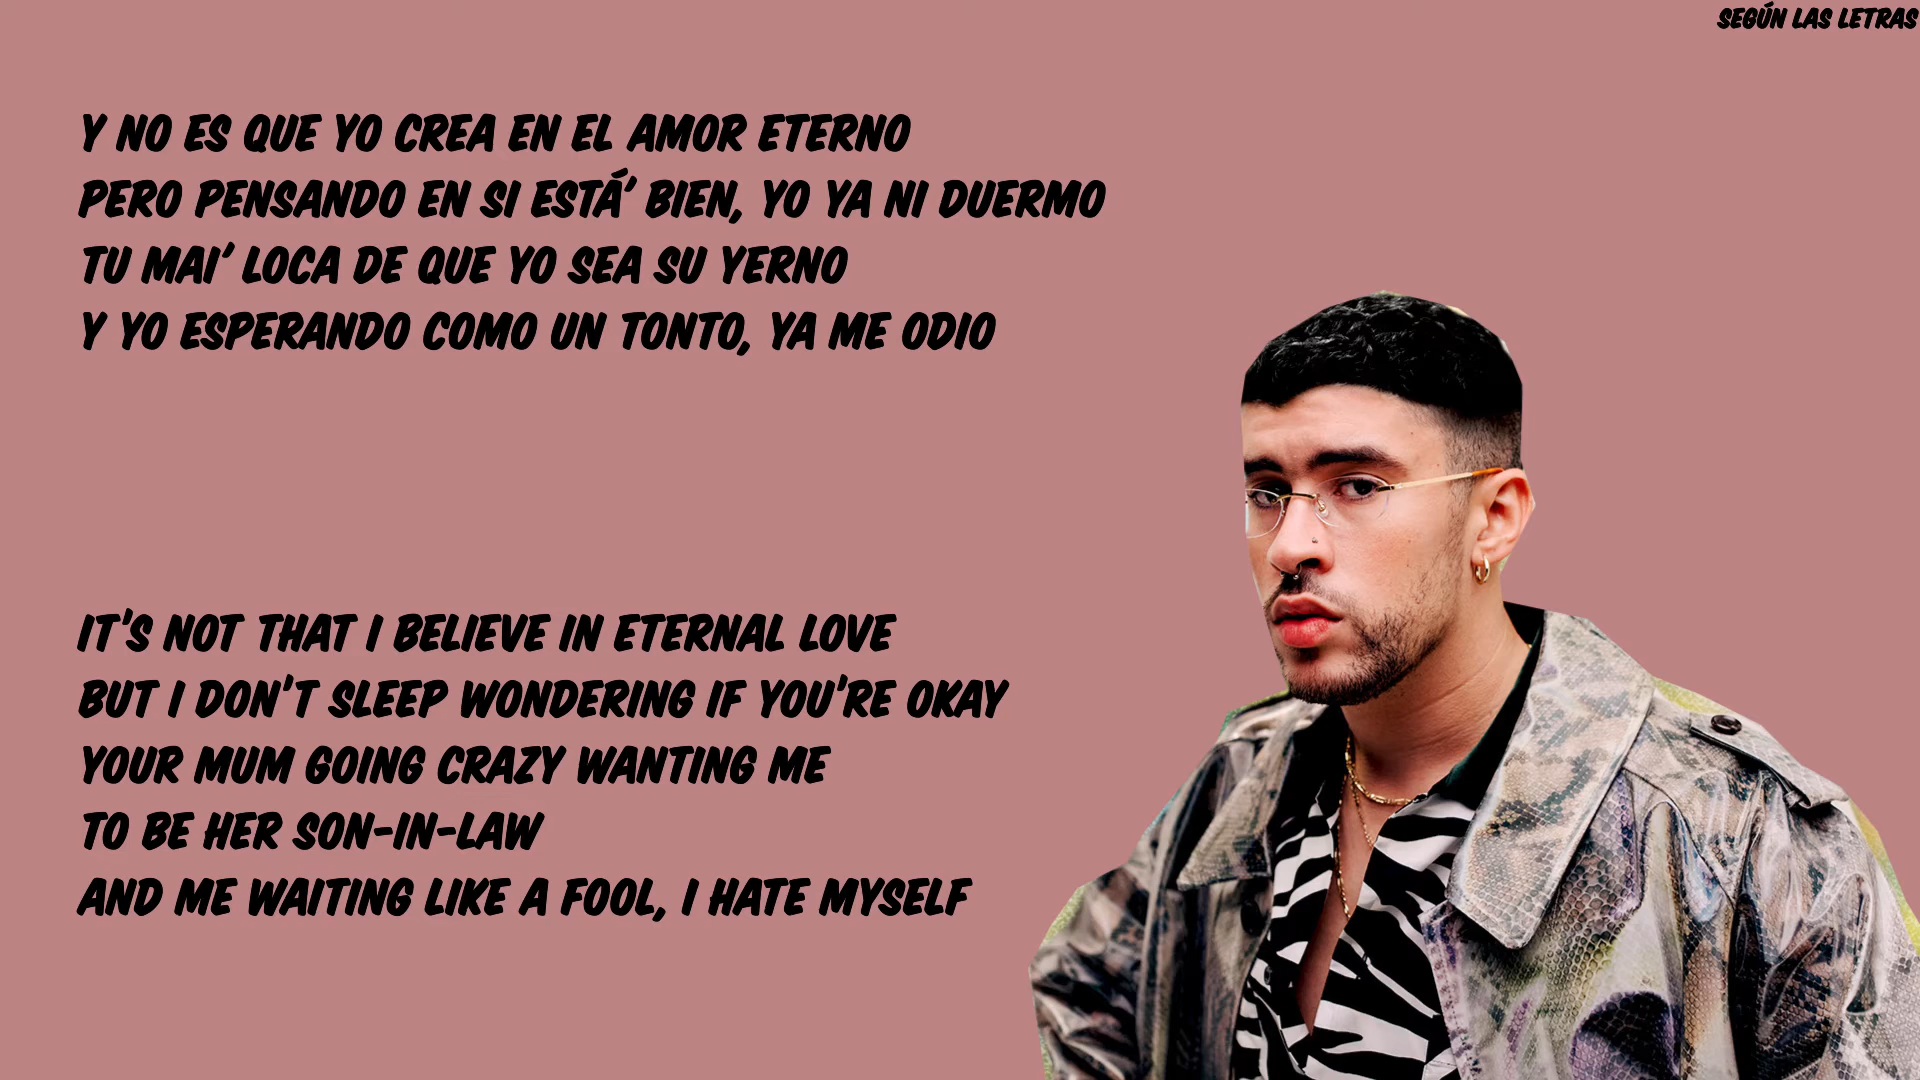 SEGÚN LAS LETRAS
Y NO ES QUE YO CREA EN EL AMOR ETERNO
PERO PENSANDO EN SI ESTÁ' BIEN, YO YA NI DUERMO
TU MAI' LOCA DE QUE YO SEA SU YERNO
Y YO ESPERANDO COMO UN TONTO, YA ME ODIO
IT'S NOT THAT I BELIEVE IN ETERNAL LOVE
BUT I DON'T SLEEP WONDERING IF YOU'RE OKAY
YOUR MUM GOING CRAZY WANTING ME
TO BE HER SON-IN-LAW
AND ME WAITING LIKE A FOOL, I HATE MYSELF